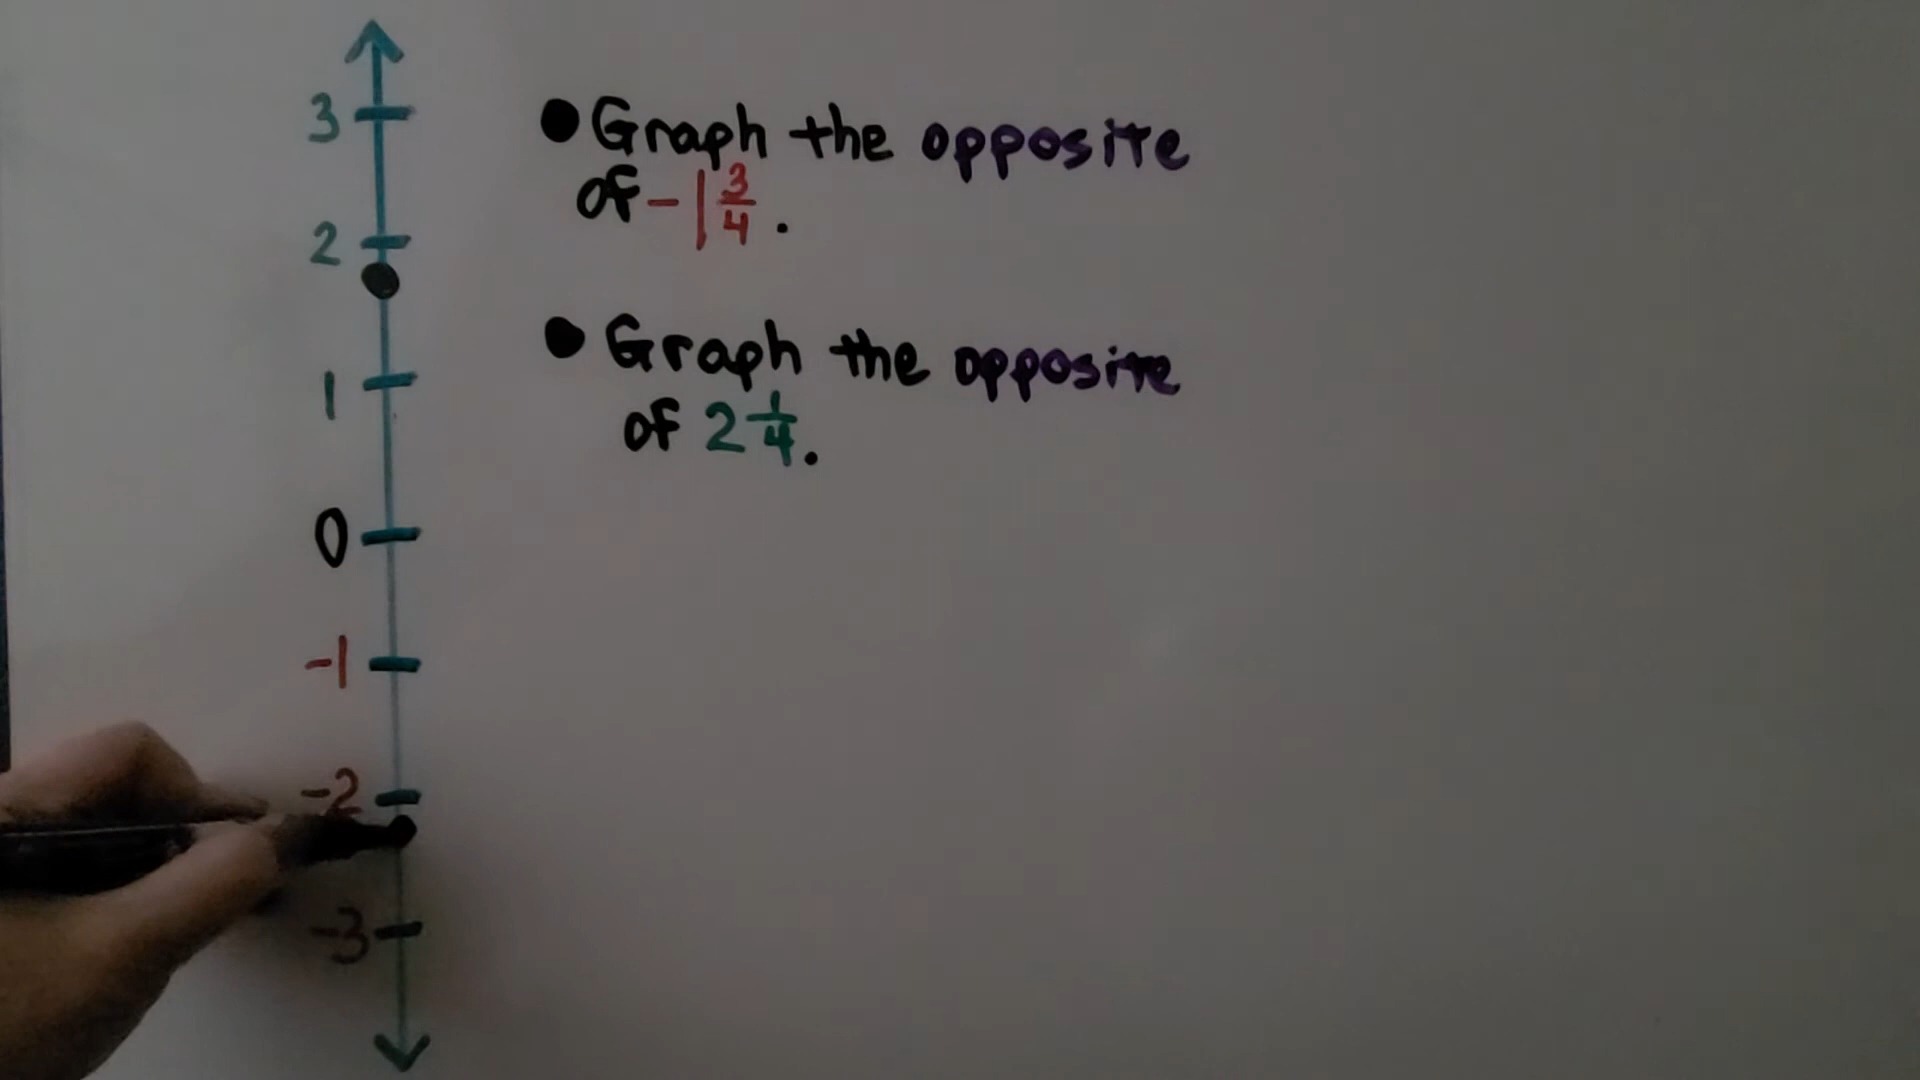 3
2
1
0
-1
-2
-3
● Graph the opposite
of -1 3/4.
● Graph the opposite
of 2 1/4.